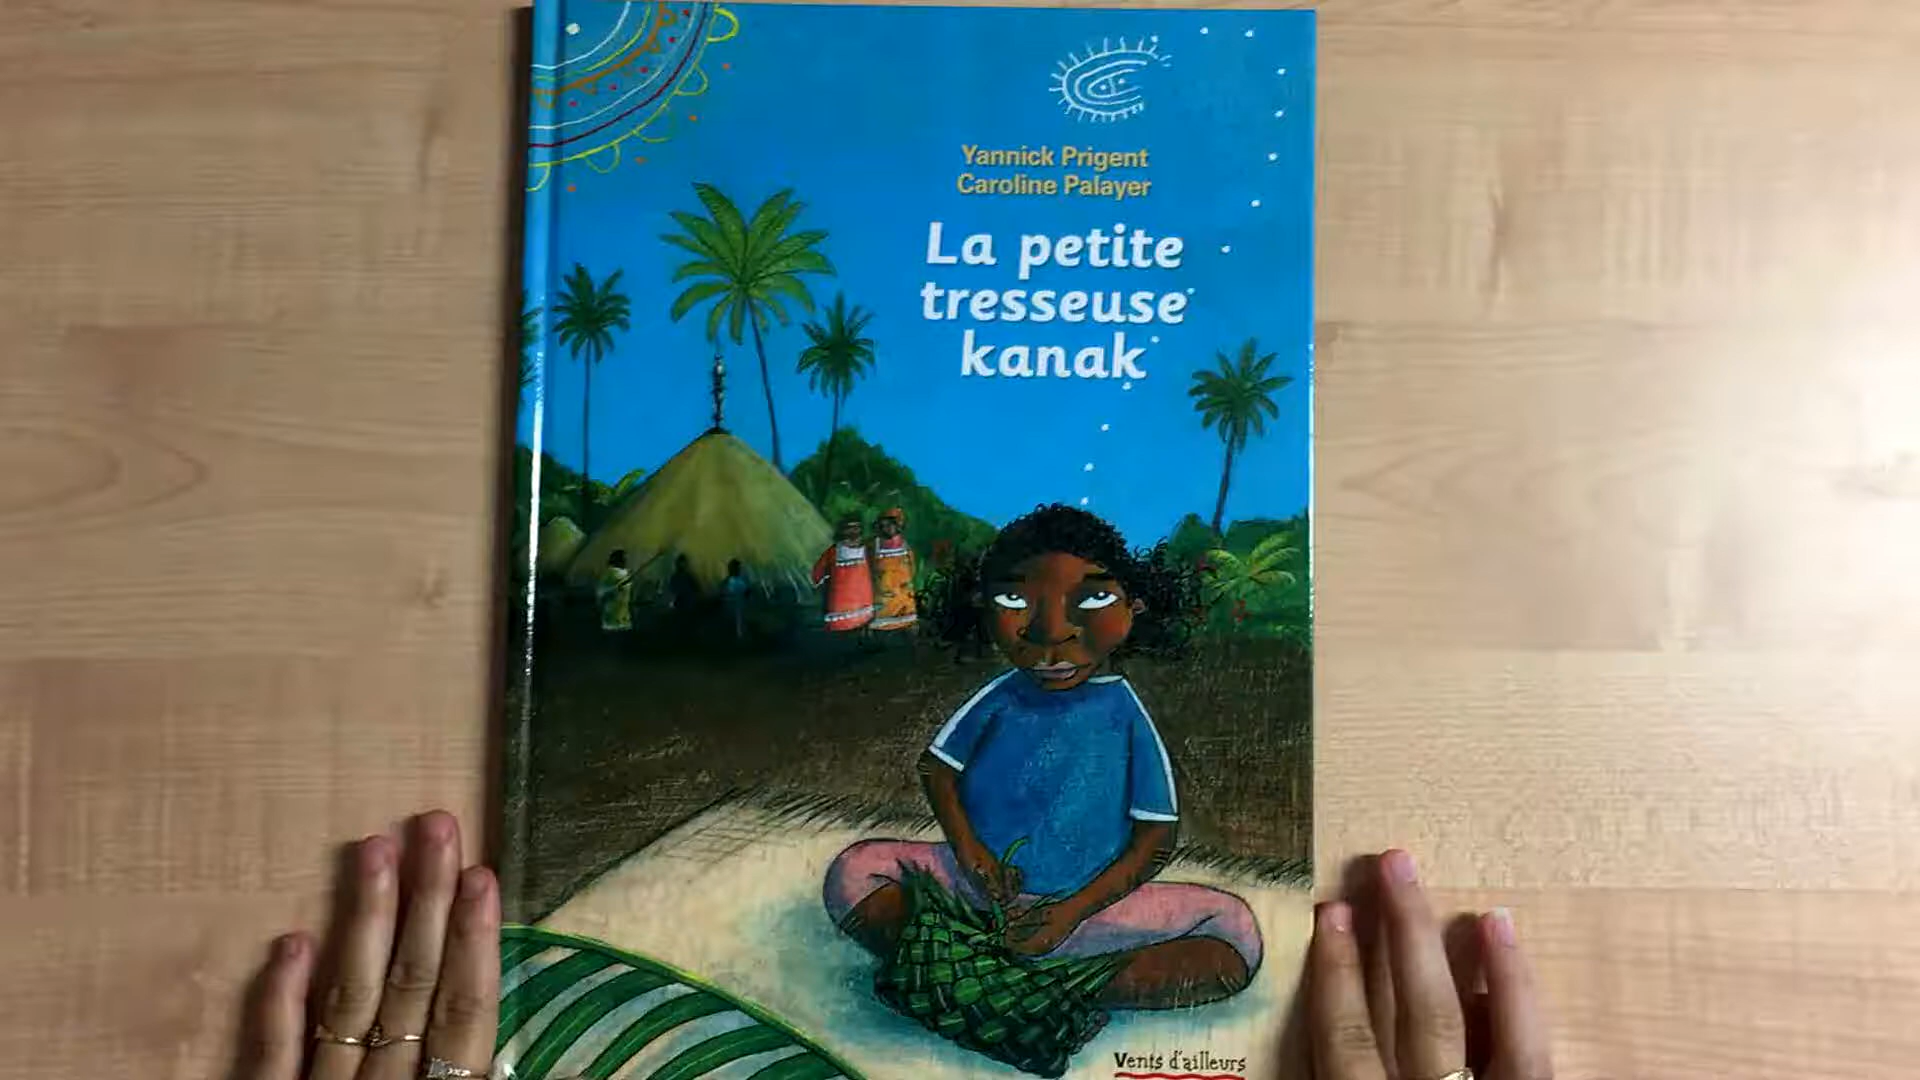 Yannick Prigent
Caroline Palayer
La petite
tresseuse
kanak
Vents d'ailleurs